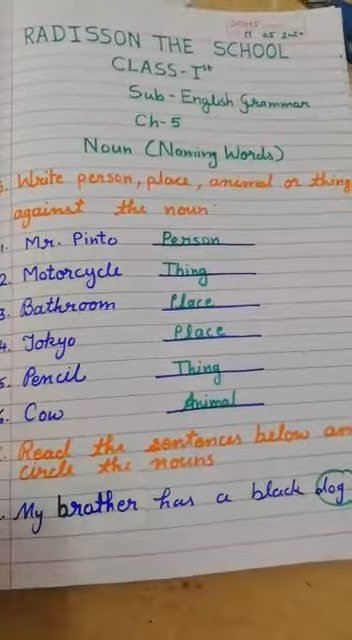 RADISSON THE SCHOOL
CLASS-Ist
Sub-English Grammar
Ch-5
Noun (Naming Words)
Write person, place, animal or thing
against the noun
1. Mr. Pinto Person
2. Motorcycle Thing
3. Bathroom Place
4. Tokyo Place
5. Pencil Thing
6. Cow Animal
Read the sentences below an
circle the nouns
My brother has a black dog